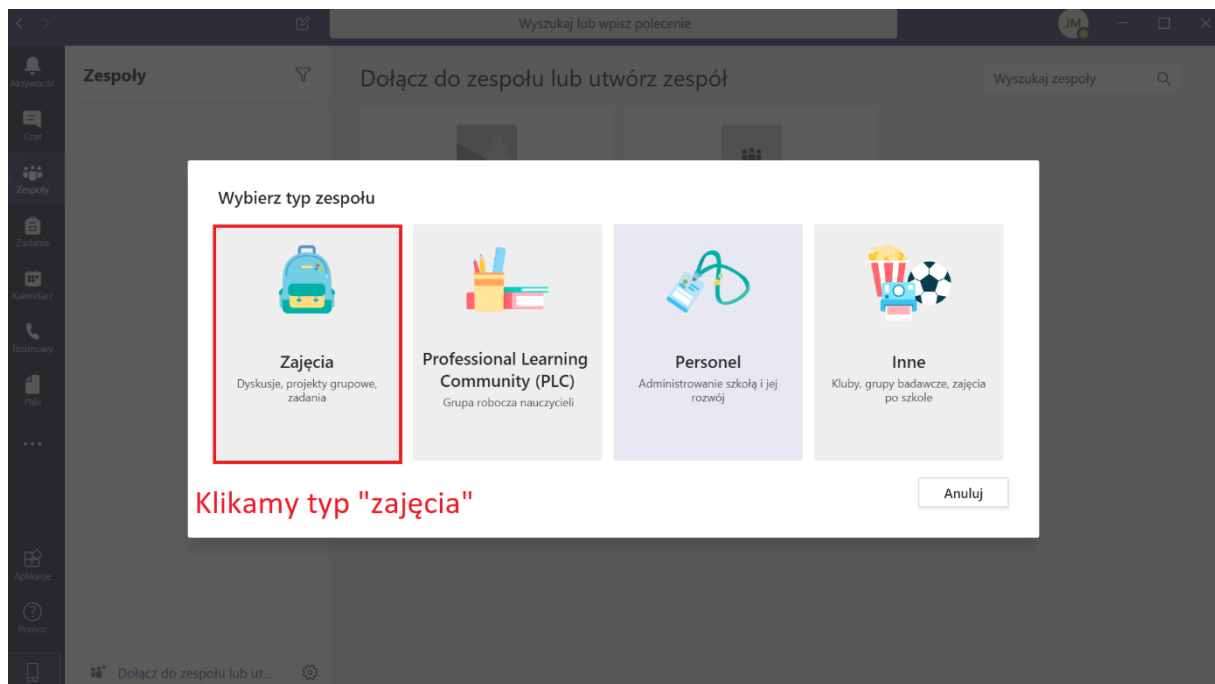 Wyszukaj lub wpisz polecenie
JM
Aktywność
Zespoły
Dołącz do zespołu lub utwórz zespół
Wyszukaj zespoły
Czat
Zespoły
Zadania
Kalendarz
Rozmowy
Pliki
Wybierz typ zespołu
Zajęcia
Dyskusje, projekty grupowe,
zadania
Professional Learning
Community (PLC)
Grupa robocza nauczycieli
Personel
Administrowanie szkołą i jej
rozwój
Inne
Kluby, grupy badawcze, zajęcia
po szkole
Klikamy typ "zajęcia"
Anuluj
Aplikacje
Pomoc
Dołącz do zespołu lub ut...